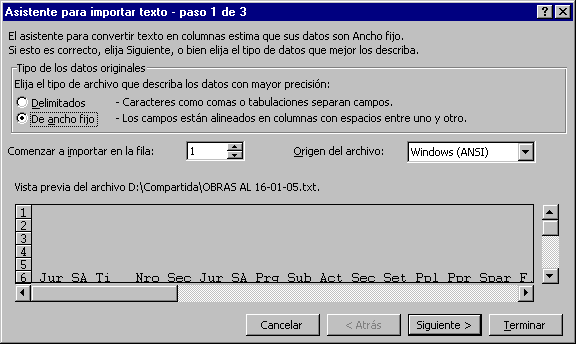 Asistente para importar texto - paso 1 de 3
El asistente para convertir texto en columnas estima que sus datos son Ancho fijo.
Si esto es correcto, elija Siguiente, o bien elija el tipo de datos que mejor los describa.
Tipo de los datos originales
Elija el tipo de archivo que describa los datos con mayor precisión:
Delimitados - Caracteres como comas o tabulaciones separan campos.
De ancho fijo - Los campos están alineados en columnas con espacios entre uno y otro.
Comenzar a importar en la fila: 1 Origen del archivo: Windows (ANSI)
Vista previa del archivo D:\Compartida\OBRAS AL 16-01-05.txt.
1
2
3
4
5
6 Jur SA Ti Nro Sec Jur SA Prg Sub Act Sec Set Ppl Ppr Spar F
Cancelar < Atrás Siguiente > Terminar